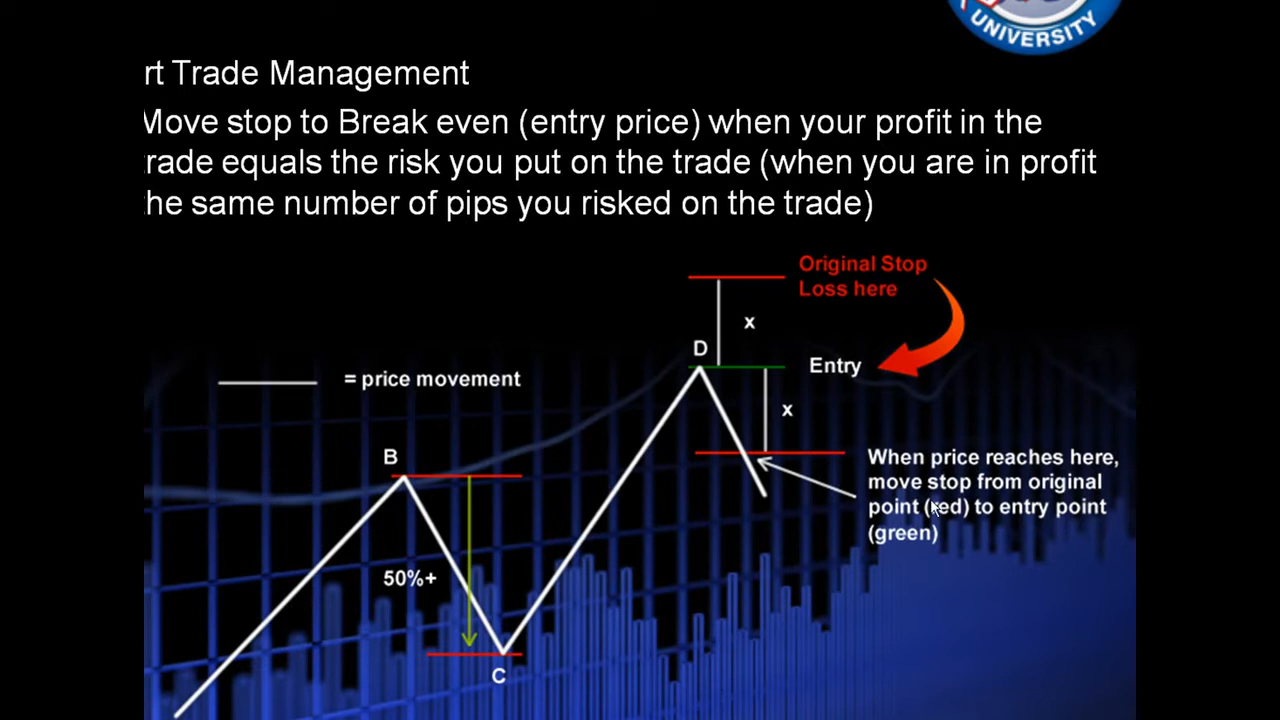 UNIVERSITY
rt Trade Management
Move stop to Break even (entry price) when your profit in the
trade equals the risk you put on the trade (when you are in profit
the same number of pips you risked on the trade)
Original Stop
Loss here
x
D
Entry
= price movement
x
B
When price reaches here,
move stop from original
point (red) to entry point
(green)
50%+
C